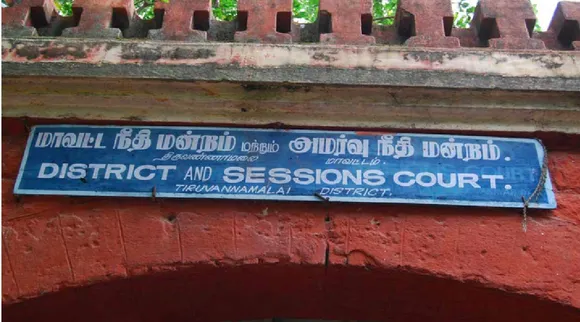 மாவட்ட நீதி மன்றம் மற்றும் அமர்வு நீதி மன்றம்.
திருவண்ணாமலை மாவட்டம்.
DISTRICT AND SESSIONS COURT.
TIRUVANNAMALAI DISTRICT.